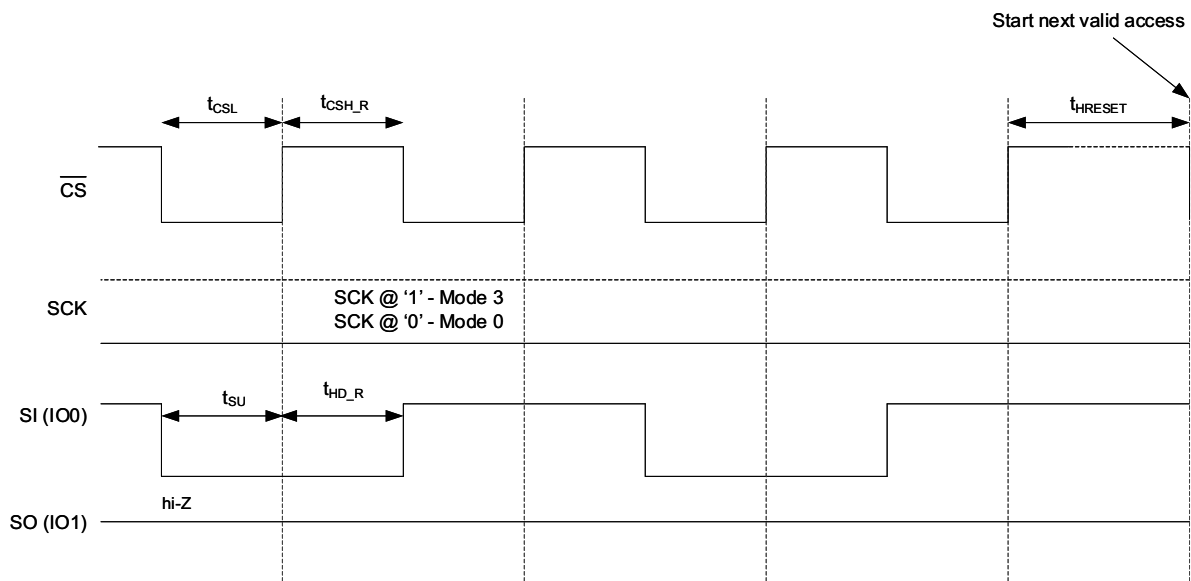 Start next valid access
tCSL
tCSH_R
tHRESET
CS
SCK
SCK @ ‘1’ - Mode 3
SCK @ ‘0’ - Mode 0
SI (IO0)
tSU
tHD_R
hi-Z
SO (IO1)